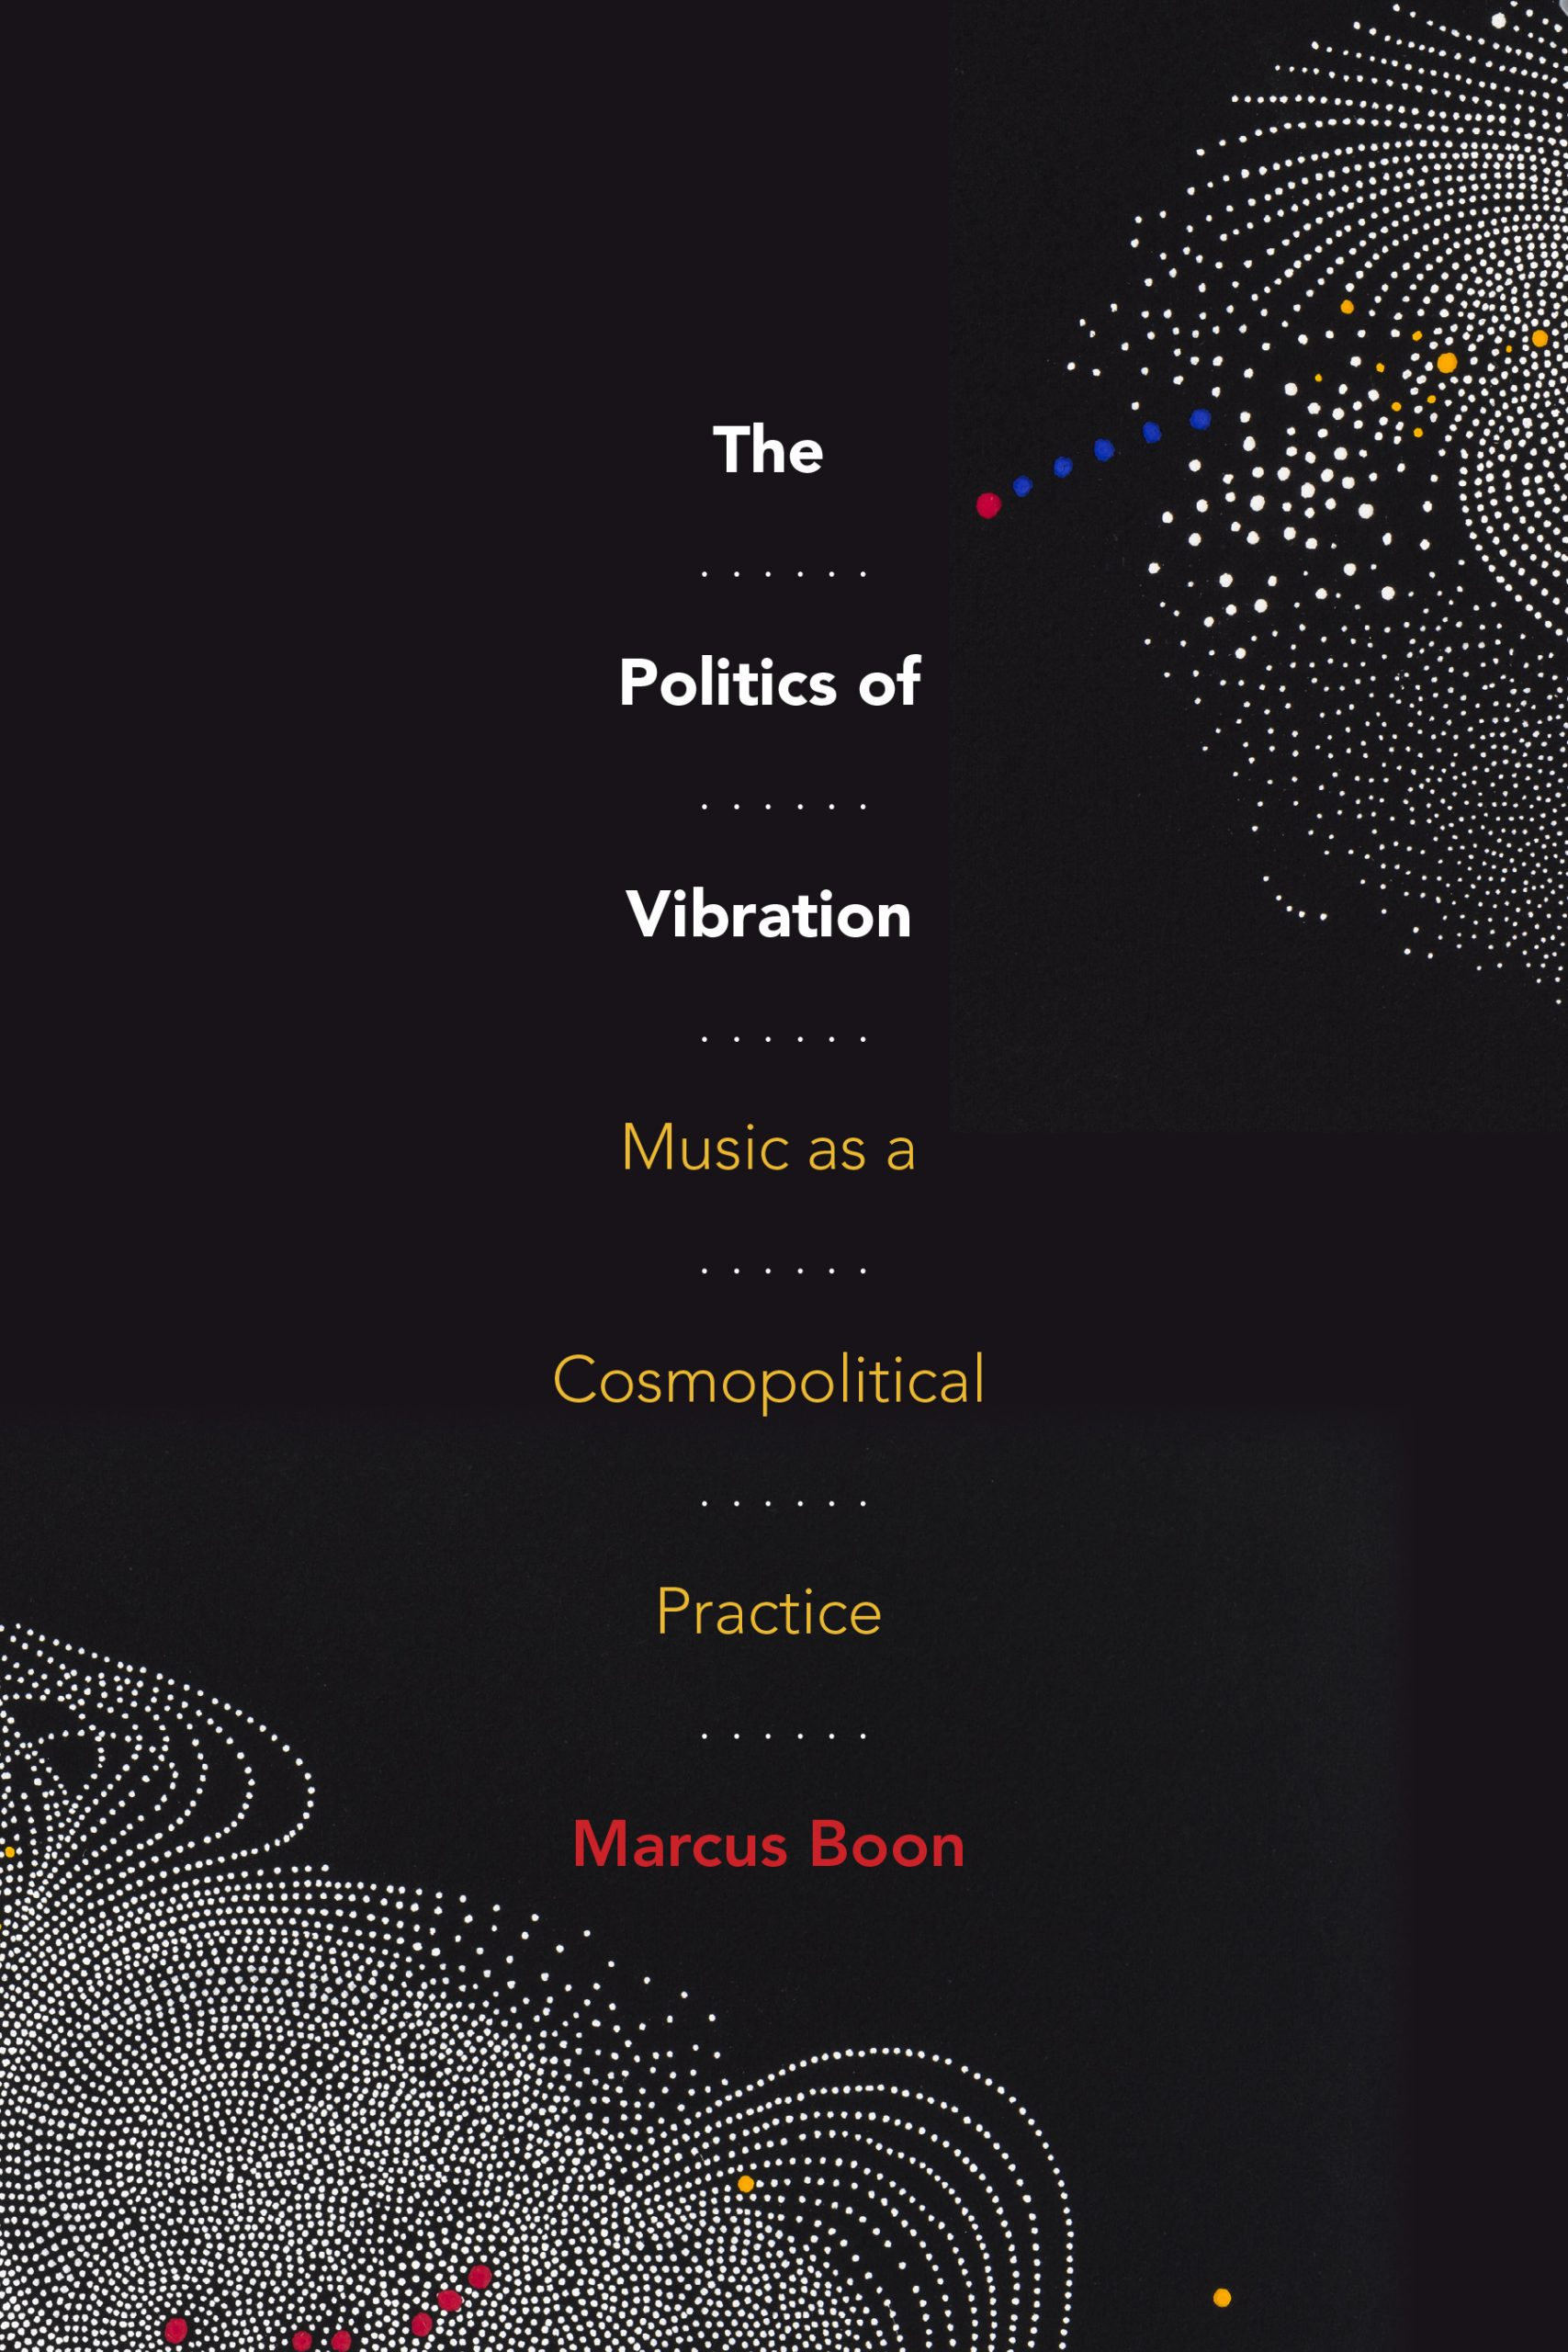 The
. . . . . .
Politics of
. . . . . .
Vibration
. . . . . .
Music as a
. . . . . .
Cosmopolitical
. . . . . .
Practice
. . . . . .
Marcus Boon